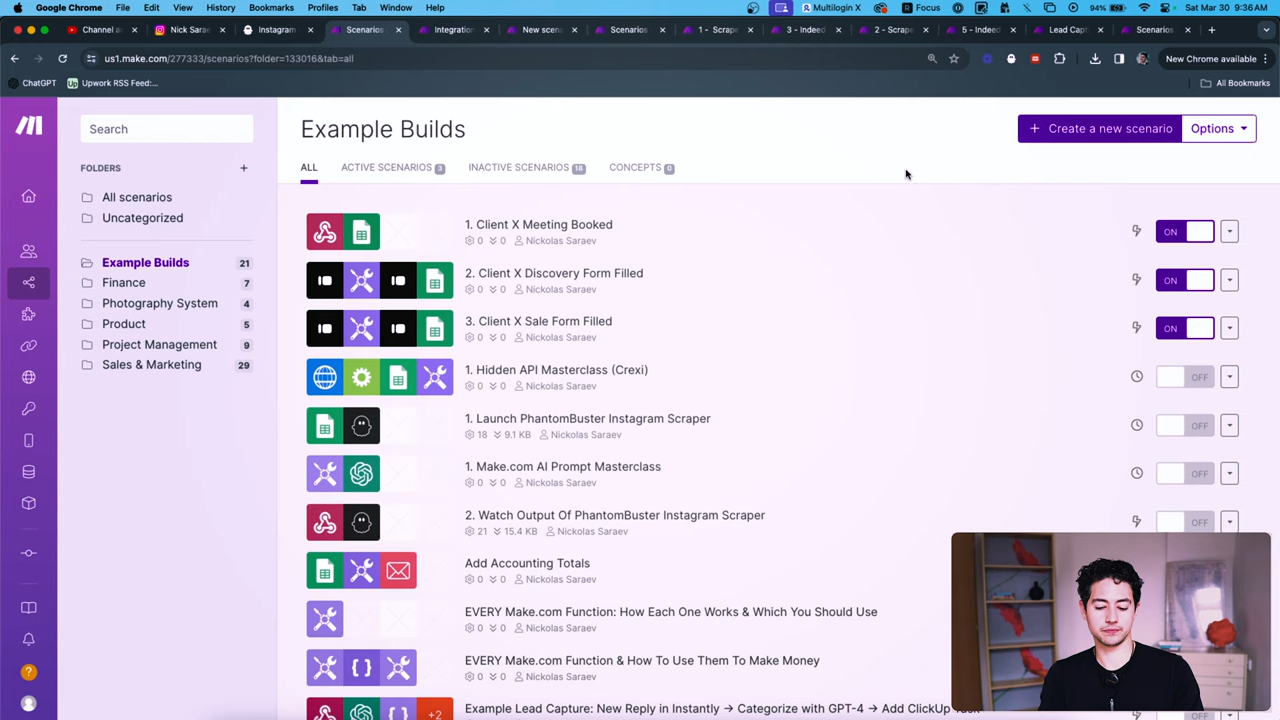 Google Chrome File Edit View History Bookmarks Profiles Tab Window Help Multilogin X Focus 94% Sat Mar 30 9:36 AM
Channel a Instagram Nick Sarae Instagram Scenarios Integration New scena Scenarios 1 - Scrape 3 - Indeed 2 - Scrape 5 - Indeed Lead Capt Scenarios
us1.make.com/277333/scenarios?folder=133016&tab=all New Chrome available
ChatGPT Upwork RSS Feed:... All Bookmarks
Search
FOLDERS
All scenarios
Uncategorized
Example Builds 21
Finance 7
Photography System 4
Product 5
Project Management 9
Sales & Marketing 29
Example Builds
+ Create a new scenario Options
ALL ACTIVE SCENARIOS 3 INACTIVE SCENARIOS 18 CONCEPTS 0
1. Client X Meeting Booked
0 0 Nickolas Saraev
ON
2. Client X Discovery Form Filled
0 0 Nickolas Saraev
ON
3. Client X Sale Form Filled
0 0 Nickolas Saraev
ON
1. Hidden API Masterclass (Crexi)
0 0 Nickolas Saraev
OFF
1. Launch PhantomBuster Instagram Scraper
18 9.1 KB Nickolas Saraev
OFF
1. Make.com AI Prompt Masterclass
0 0 Nickolas Saraev
OFF
2. Watch Output Of PhantomBuster Instagram Scraper
21 15.4 KB Nickolas Saraev
OFF
Add Accounting Totals
0 0 Nickolas Saraev
EVERY Make.com Function: How Each One Works & Which You Should Use
0 0 Nickolas Saraev
EVERY Make.com Function & How To Use Them To Make Money
0 0 Nickolas Saraev
+2
Example Lead Capture: New Reply in Instantly → Categorize with GPT-4 → Add ClickUp Task